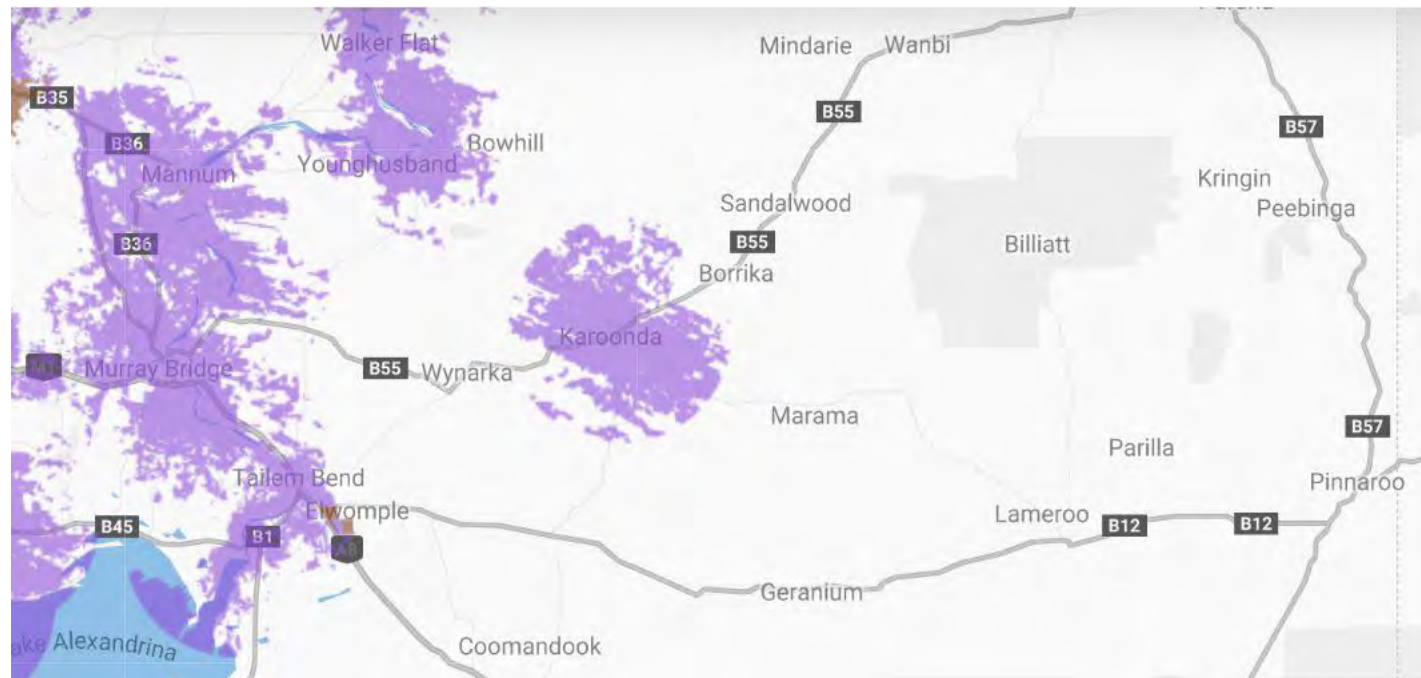 Walker Flat
Mindarie
Wanbi
B35
B55
B57
B36
Bowhill
Younghusband
Mannum
Kringin
Sandalwood
Peebinga
B36
B55
Billiatt
Borrika
Karoonda
B55
Murray Bridge
Wynarka
Marama
B57
Parilla
Tailem Bend
Pinnaroo
Elwomple
Lameroo
B12
B12
B45
B1
A8
Geranium
Alexandrina
Coomandook